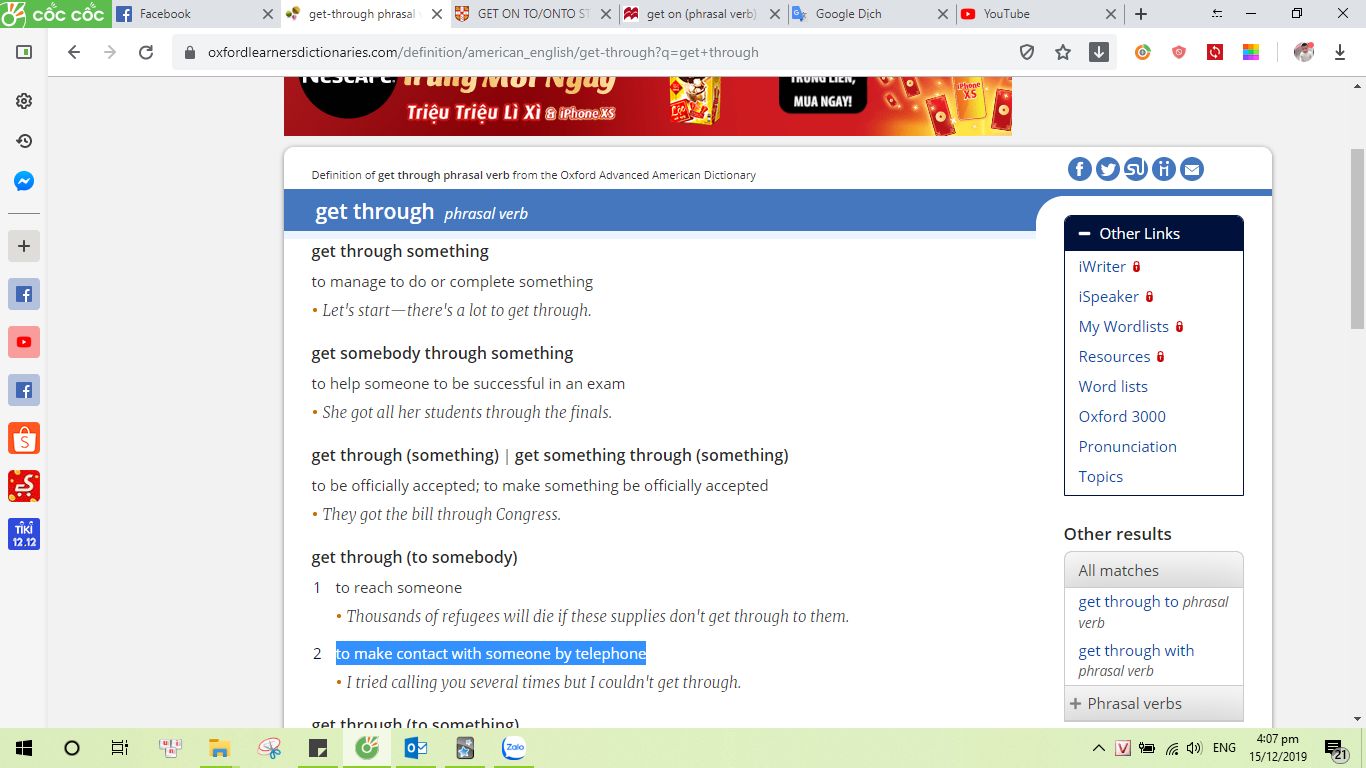 cốc cốc
Facebook
get-through phrasal v
GET ON TO/ONTO ST
get on (phrasal verb)
Google Dịch
YouTube
oxfordlearnersdictionaries.com/definition/american_english/get-through?q=get+through
NESCAFÉ.
Trúng Mỗi Ngày
Triệu Triệu Lì Xì & iPhone XS
TRÚNG LIỀN,
MUA NGAY!
iPhone
XS
Definition of get through phrasal verb from the Oxford Advanced American Dictionary
get through phrasal verb
get through something
to manage to do or complete something
• Let's start—there's a lot to get through.
get somebody through something
to help someone to be successful in an exam
• She got all her students through the finals.
get through (something) | get something through (something)
to be officially accepted; to make something be officially accepted
• They got the bill through Congress.
get through (to somebody)
1 to reach someone
• Thousands of refugees will die if these supplies don't get through to them.
2 to make contact with someone by telephone
• I tried calling you several times but I couldn't get through.
get through (to something)
Other Links
iWriter
iSpeaker
My Wordlists
Resources
Word lists
Oxford 3000
Pronunciation
Topics
Other results
All matches
get through to phrasal
verb
get through with
phrasal verb
+ Phrasal verbs
TIKI
12.12
Zalo
V
ENG
4:07 pm
15/12/2019
21